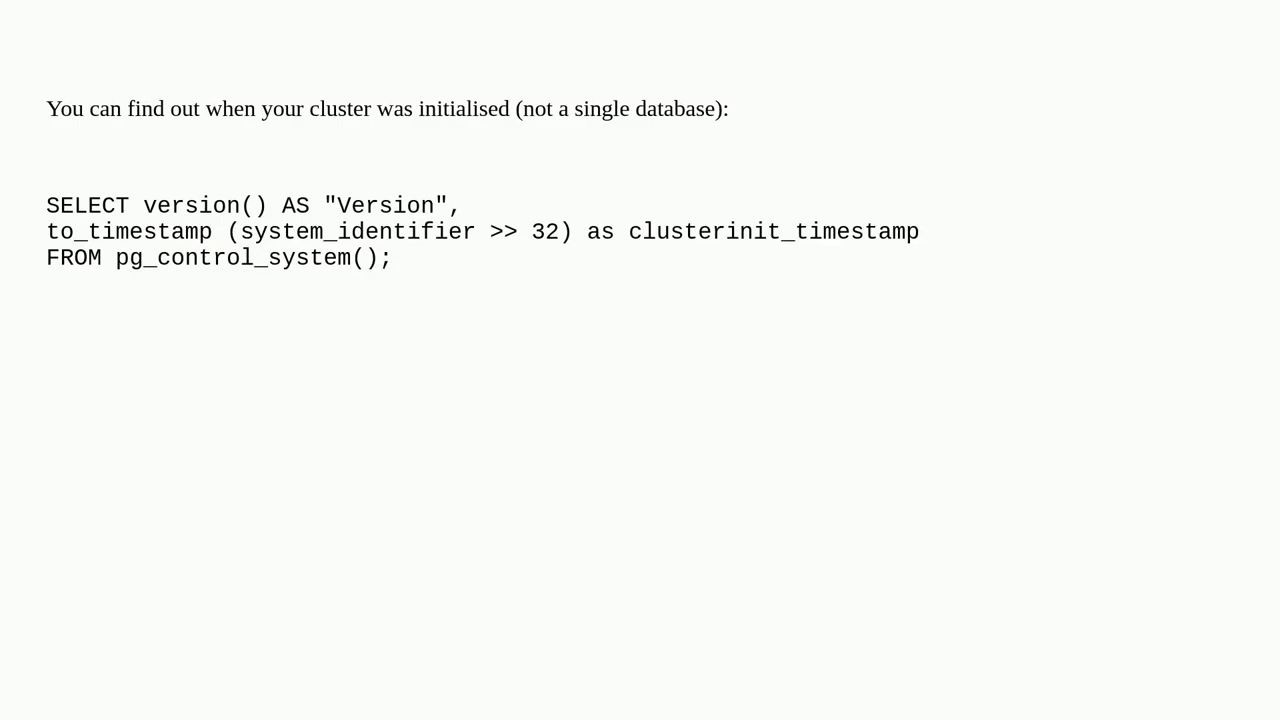 You can find out when your cluster was initialised (not a single database):
SELECT version() AS "Version",
to_timestamp (system_identifier >> 32) as clusterinit_timestamp
FROM pg_control_system();